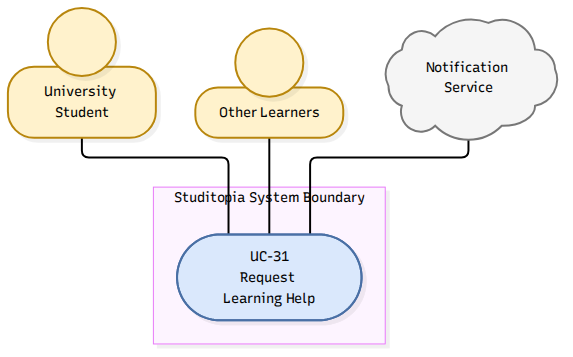 University
Student
Other Learners
Notification
Service
Studitopia System Boundary
UC-31
Request
Learning Help